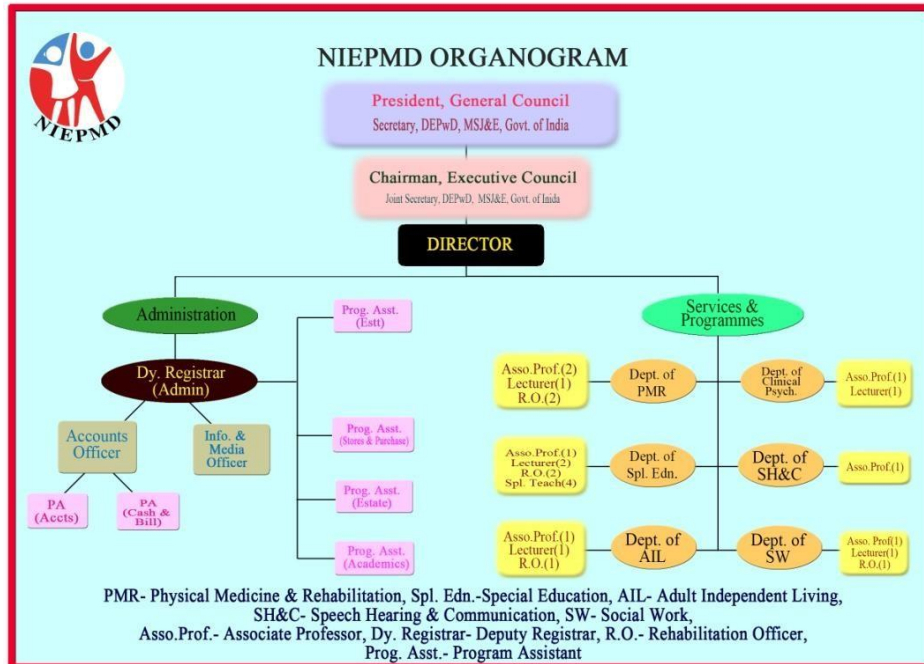 NIEPMD
NIEPMD ORGANOGRAM
President, General Council
Secretary, DEPwD, MSJ&E, Govt. of India
Chairman, Executive Council
Joint Secretary, DEPwD, MSJ&E, Govt. of Inida
DIRECTOR
Administration
Dy. Registrar
(Admin)
Accounts
Officer
Info. &
Media
Officer
PA
(Accts)
PA
(Cash &
Bill)
Prog. Asst.
(Estt)
Prog. Asst.
(Stores & Purchase)
Prog. Asst.
(Estate)
Prog. Asst.
(Academics)
Services &
Programmes
Asso.Prof.(2)
Lecturer(1)
R.O.(2)
Dept. of
PMR
Dept. of
Clinical
Psych.
Asso.Prof.(1)
Lecturer(1)
Asso.Prof.(1)
Lecturer(2)
R.O.(2)
Spl. Teach(4)
Dept. of
Spl. Edn.
Dept. of
SH&C
Asso.Prof.(1)
Asso.Prof.(1)
Lecturer(1)
R.O.(1)
Dept. of
AIL
Dept. of
SW
Asso. Prof(1)
Lecturer(1)
R.O.(1)
PMR- Physical Medicine & Rehabilitation, Spl. Edn.-Special Education, AIL- Adult Independent Living,
SH&C- Speech Hearing & Communication, SW- Social Work,
Asso.Prof.- Associate Professor, Dy. Registrar- Deputy Registrar, R.O.- Rehabilitation Officer,
Prog. Asst.- Program Assistant